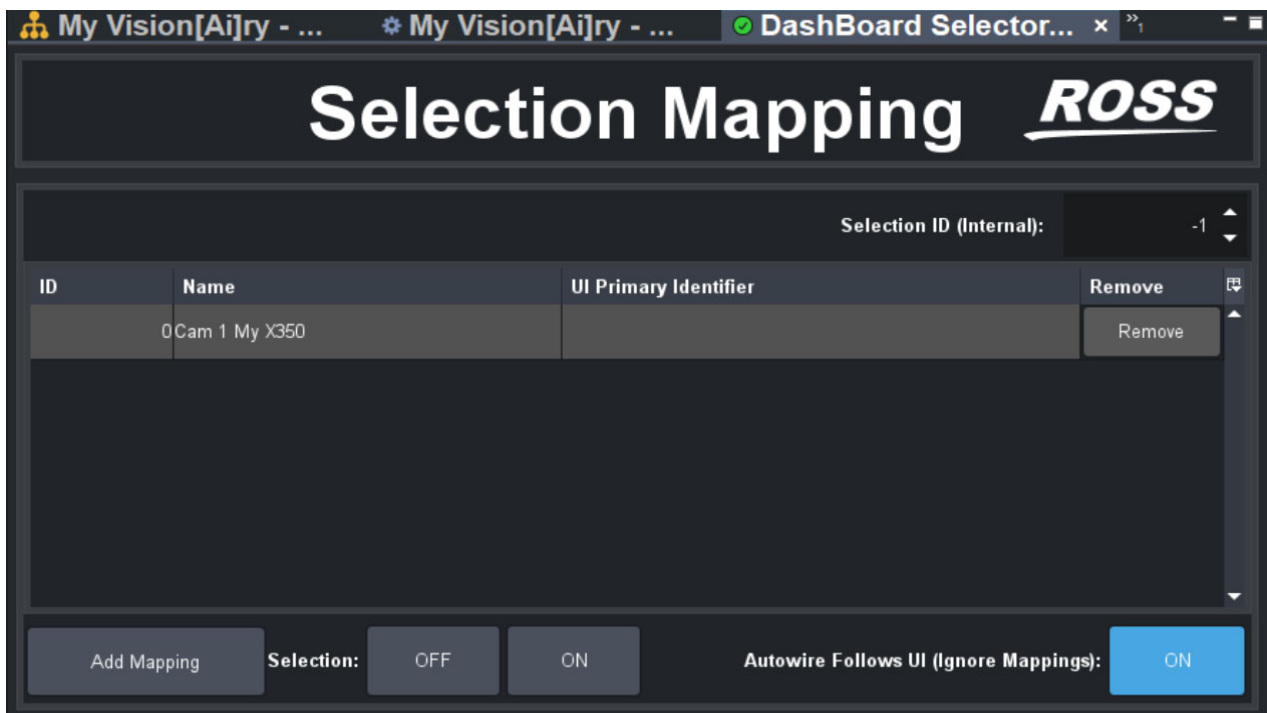 My Vision[Ai]ry - ... My Vision[Ai]ry - ... DashBoard Selector... × »1
Selection Mapping ROSS
Selection ID (Internal): -1
ID Name UI Primary Identifier Remove
0 Cam 1 My X350 Remove
Add Mapping Selection: OFF ON Autowire Follows UI (Ignore Mappings): ON